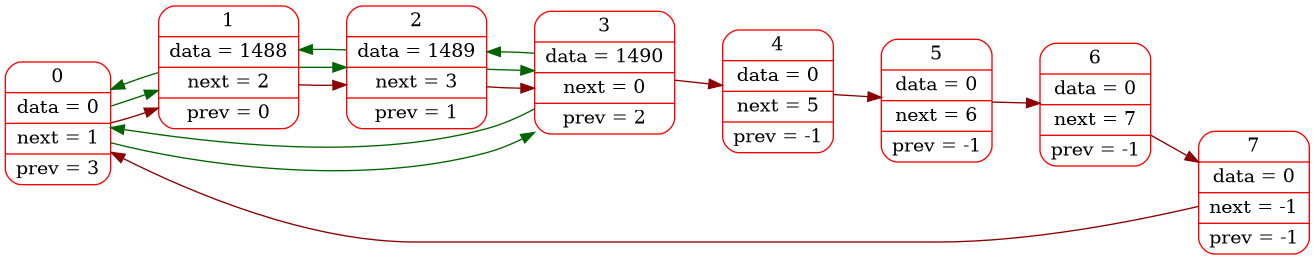 0
data = 0
next = 1
prev = 3
1
data = 1488
next = 2
prev = 0
2
data = 1489
next = 3
prev = 1
3
data = 1490
next = 0
prev = 2
4
data = 0
next = 5
prev = -1
5
data = 0
next = 6
prev = -1
6
data = 0
next = 7
prev = -1
7
data = 0
next = -1
prev = -1